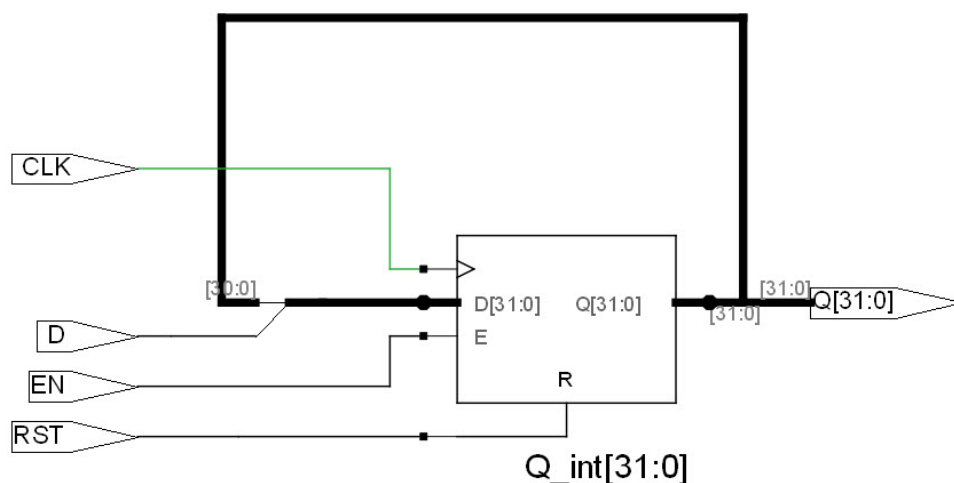 CLK
[30:0]
D[31:0]
Q[31:0]
[31:0]
[31:0]
Q[31:0]
D
E
EN
R
RST
Q_int[31:0]